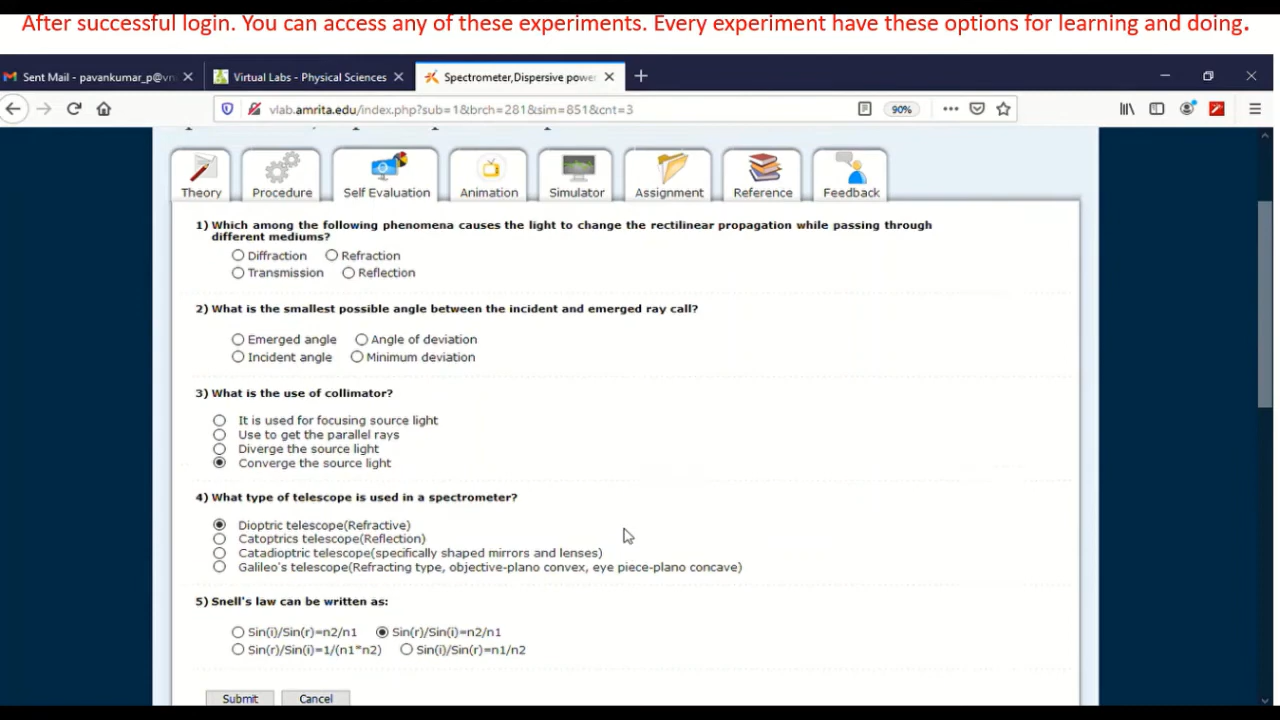 After successful login. You can access any of these experiments. Every experiment have these options for learning and doing.
Sent Mail - pavankumar_p@vn
Virtual Labs - Physical Sciences
Spectrometer,Dispersive powe
vlab.amrita.edu/index.php?sub=1&brch=281&sim=851&cnt=3
90%
Theory Procedure Self Evaluation Animation Simulator Assignment Reference Feedback
1) Which among the following phenomena causes the light to change the rectilinear propagation while passing through
different mediums?
Diffraction Refraction
Transmission Reflection
2) What is the smallest possible angle between the incident and emerged ray call?
Emerged angle Angle of deviation
Incident angle Minimum deviation
3) What is the use of collimator?
It is used for focusing source light
Use to get the parallel rays
Diverge the source light
Converge the source light
4) What type of telescope is used in a spectrometer?
Dioptric telescope(Refractive)
Catoptrics telescope(Reflection)
Catadioptric telescope(specifically shaped mirrors and lenses)
Galileo's telescope(Refracting type, objective-plano convex, eye piece-plano concave)
5) Snell's law can be written as:
Sin(i)/Sin(r)=n2/n1 Sin(r)/Sin(i)=n2/n1
Sin(r)/Sin(i)=1/(n1*n2) Sin(i)/Sin(r)=n1/n2
Submit Cancel